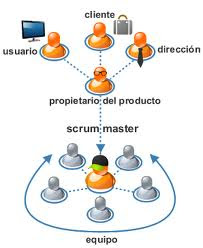 cliente
usuario
dirección
propietario del producto
scrum master
equipo